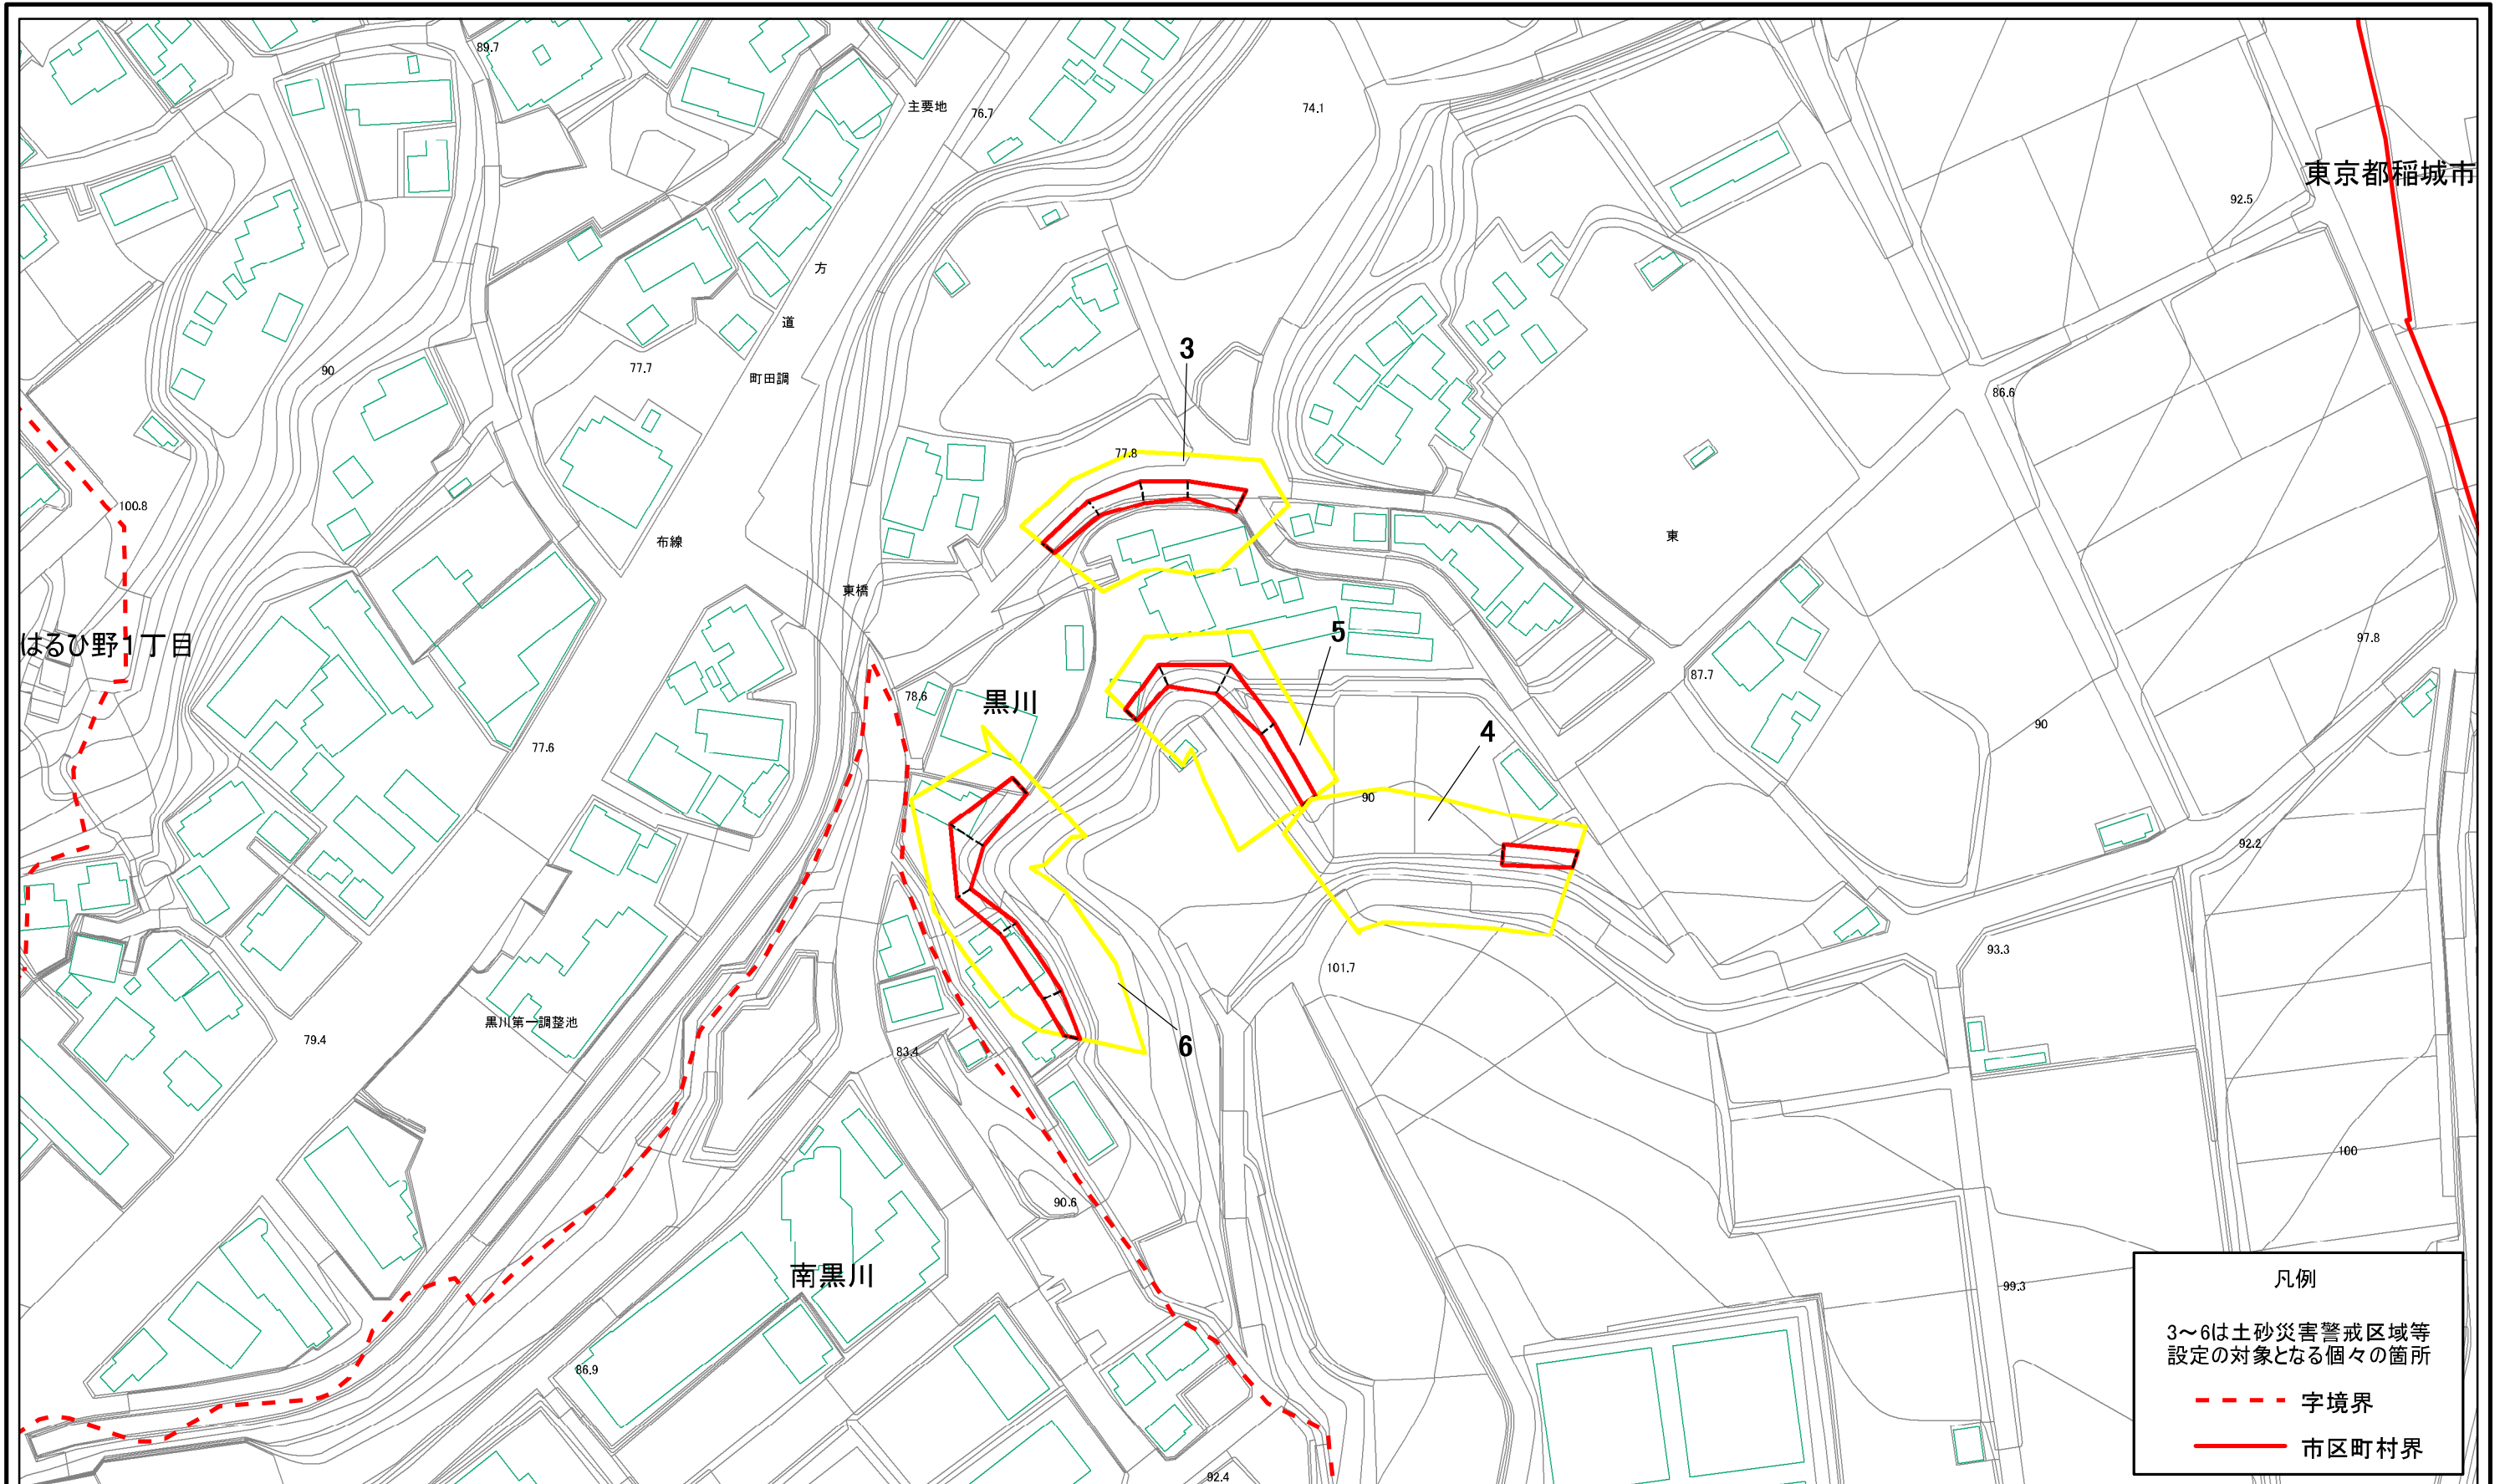 89.7
主要地
76.7
74.1
東京都稲城市
92.5
方
道
3
77.7
町田調
90
86.6
77.8
100.8
布線
東
東橋
5
はるひ野1丁目
97.8
87.7
78.6
黒川
4
90
77.6
90
92.2
93.3
101.7
黒川第一調整池
79.4
83.4
6
100
90.6
南黒川
99.3
86.9
92.4
凡例
3~6は土砂災害警戒区域等
設定の対象となる個々の箇所
字境界
市区町村界